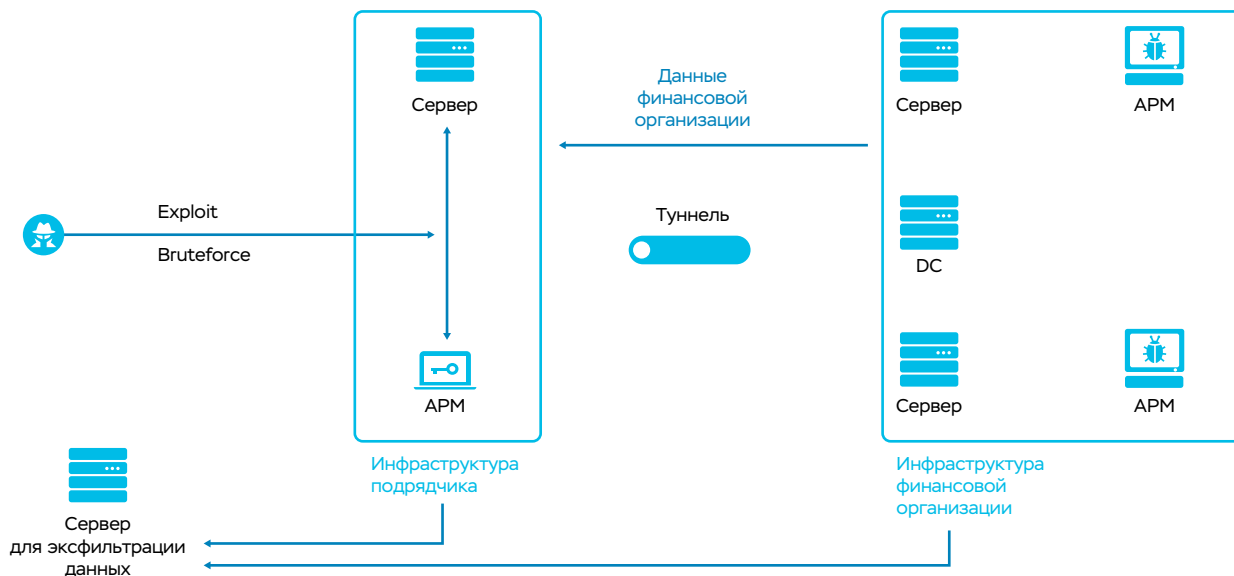 Сервер
АРМ
Инфраструктура
подрядчика
Exploit
Bruteforce
Данные
финансовой
организации
Туннель
Сервер
АРМ
DC
Сервер
АРМ
Инфраструктура
финансовой
организации
Сервер
для эксфильтрации
данных